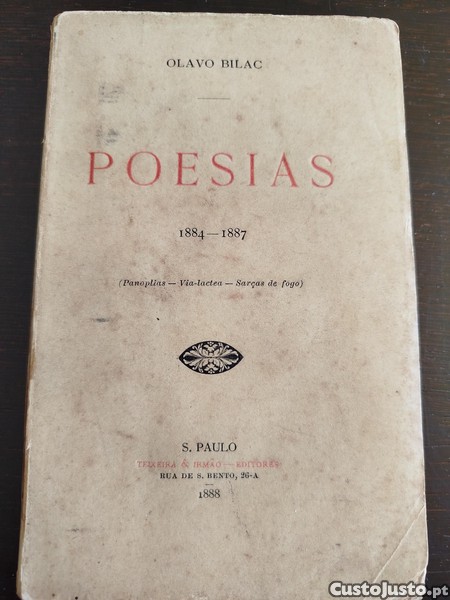 OLAVO BILAC
POESIAS
1884—1887
(Panoplias — Via-lactea — Sarças de fogo)
S. PAULO
TEIXEIRA & IRMÃO — EDITORES
RUA DE S. BENTO, 26-A
1888
CustoJusto.pt